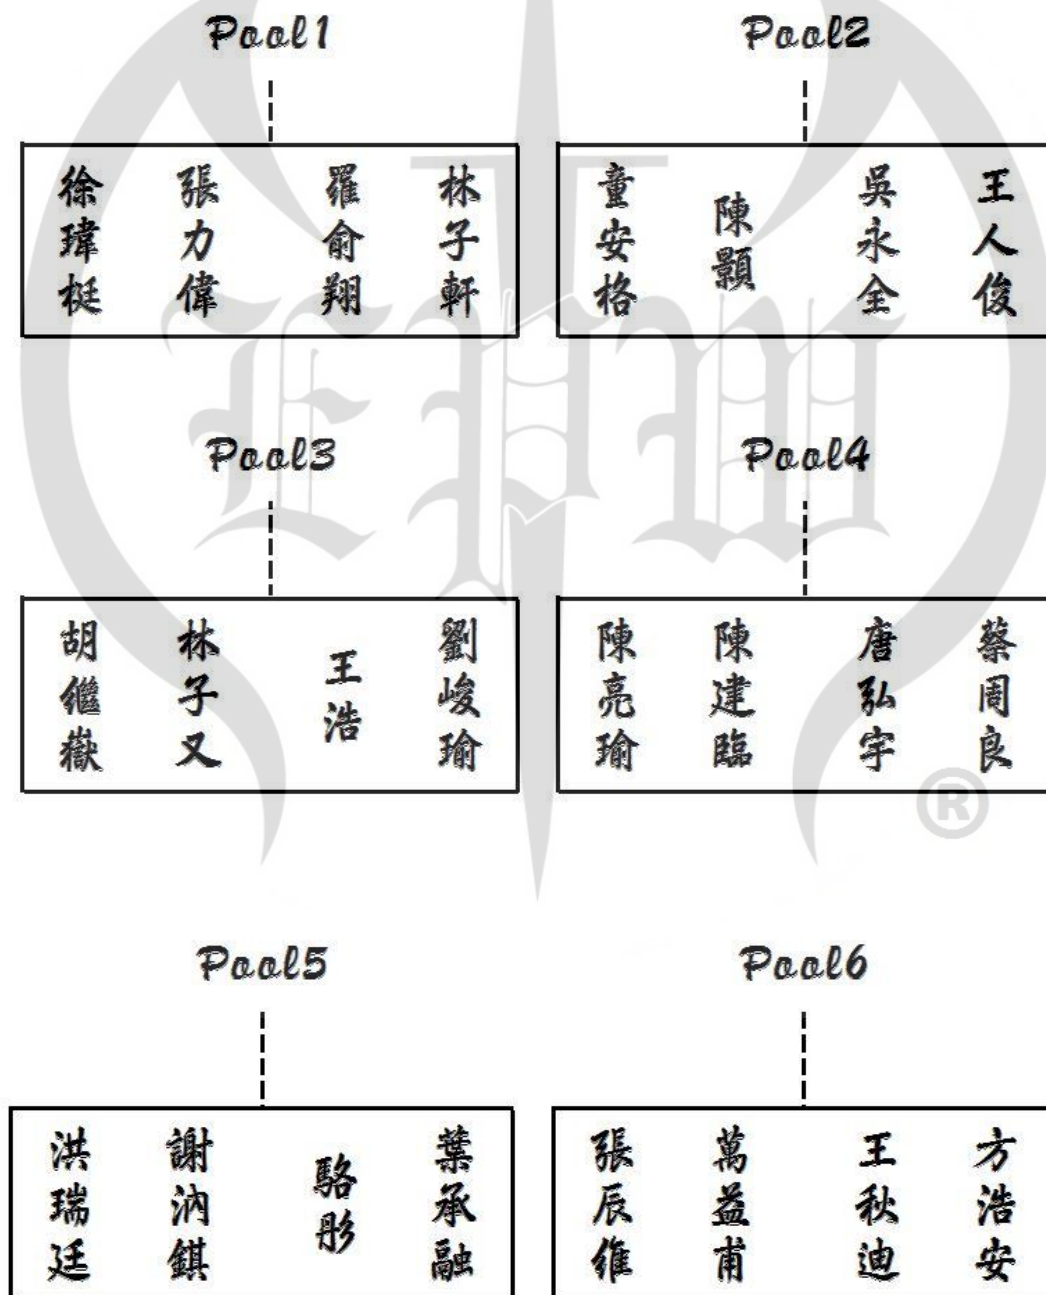 Pool1
徐瑋梃
張力偉
羅俞翔
林子軒
Pool2
童安格
陳顥
吳永全
王人俊
Pool3
胡繼嶽
林子又
王浩
劉峻瑜
Pool4
陳亮瑜
陳建臨
唐弘宇
蔡周良
Pool5
洪瑞廷
謝汭錤
駱彤
葉承融
Pool6
張辰維
萬益甫
王秋迪
方浩安
EPW
®